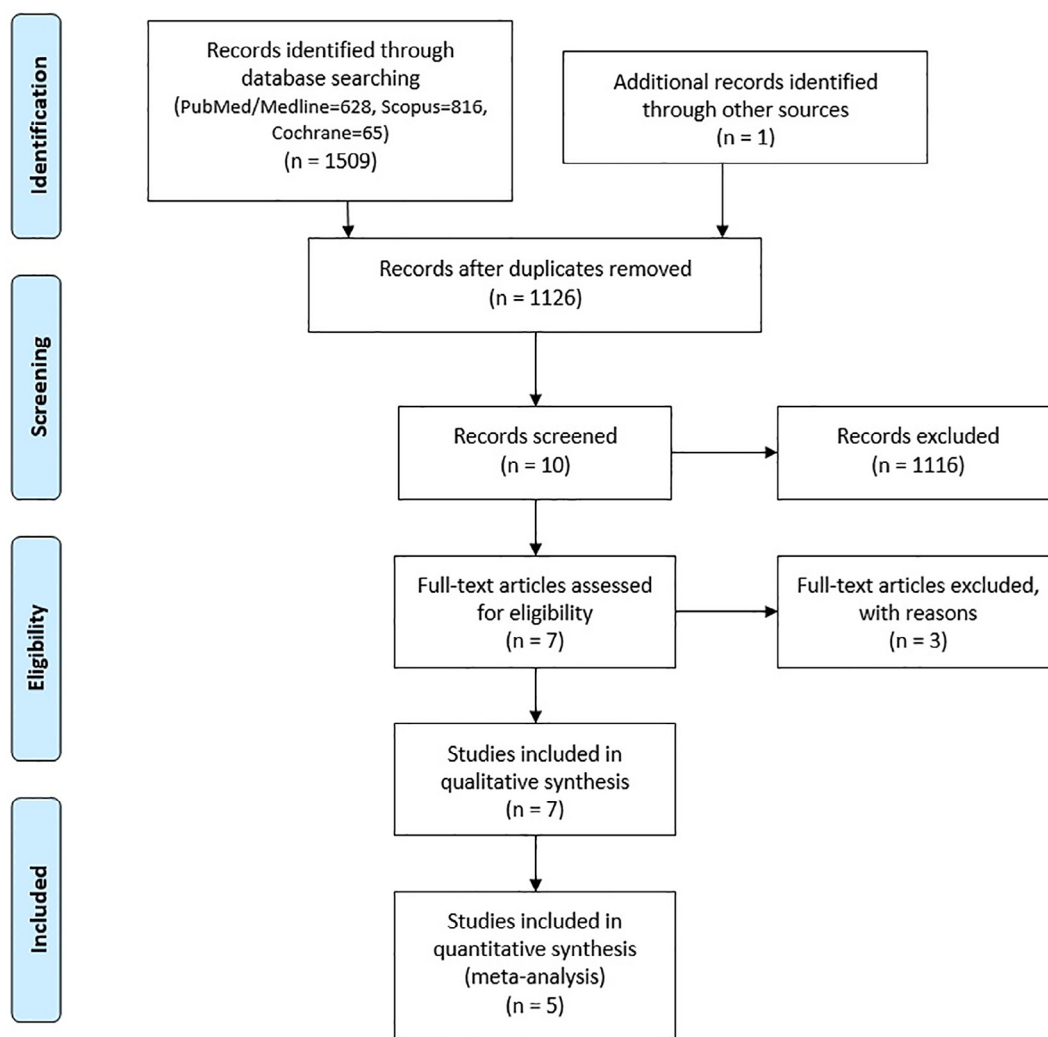 Identification
Records identified through
database searching
(PubMed/Medline=628, Scopus=816,
Cochrane=65)
(n = 1509)
Additional records identified
through other sources
(n = 1)
Records after duplicates removed
(n = 1126)
Screening
Records screened
(n = 10)
Records excluded
(n = 1116)
Eligibility
Full-text articles assessed
for eligibility
(n = 7)
Full-text articles excluded,
with reasons
(n = 3)
Studies included in
qualitative synthesis
(n = 7)
Included
Studies included in
quantitative synthesis
(meta-analysis)
(n = 5)